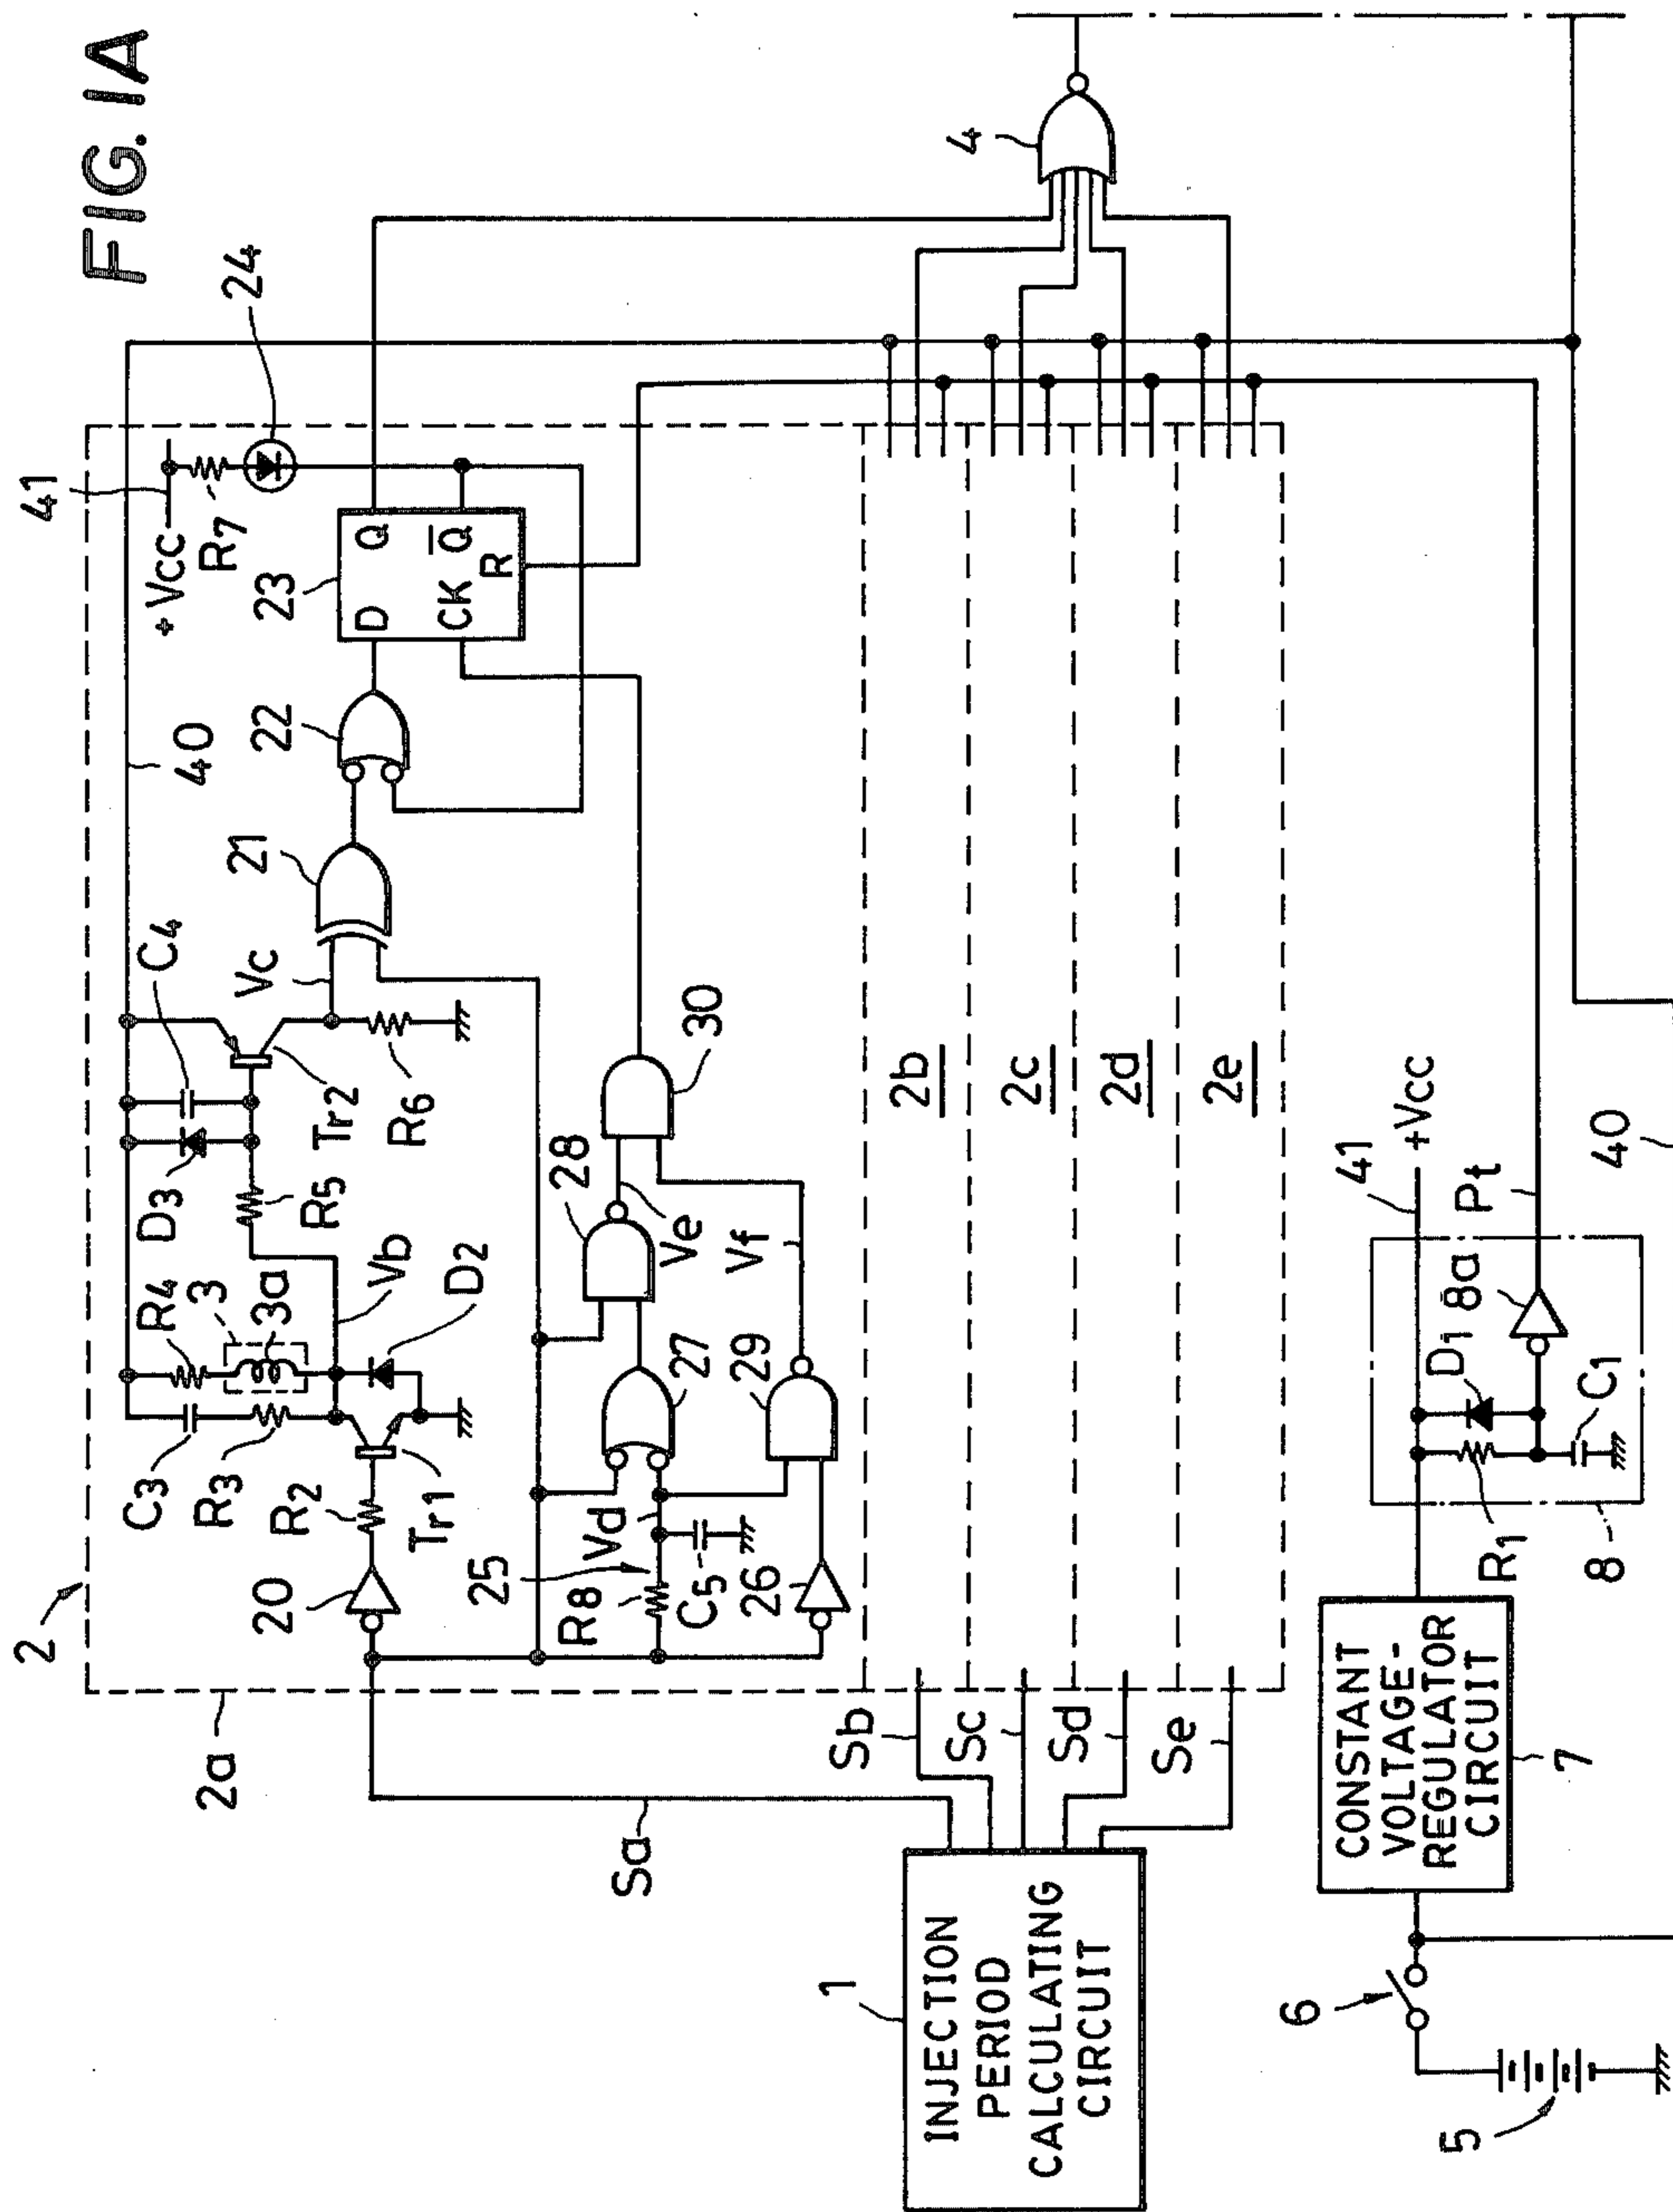 FIG. 1A
2
2a
41
+Vcc
R7
24
40
23
D
Q
CK
Q̅
R
22
21
C4
Vc
D3
Tr2
R6
R5
R4
3
3a
Vb
D2
C3
R3
R2
Tr1
20
25
Vd
R8
C5
26
27
28
29
30
Ve
Vf
4
2b
2c
2d
2e
Sa
Sb
Sc
Sd
Se
1
INJECTION
PERIOD
CALCULATING
CIRCUIT
41
+Vcc
Pt
40
D1
8a
C1
R1
8
CONSTANT
VOLTAGE-
REGULATOR
CIRCUIT
7
6
5